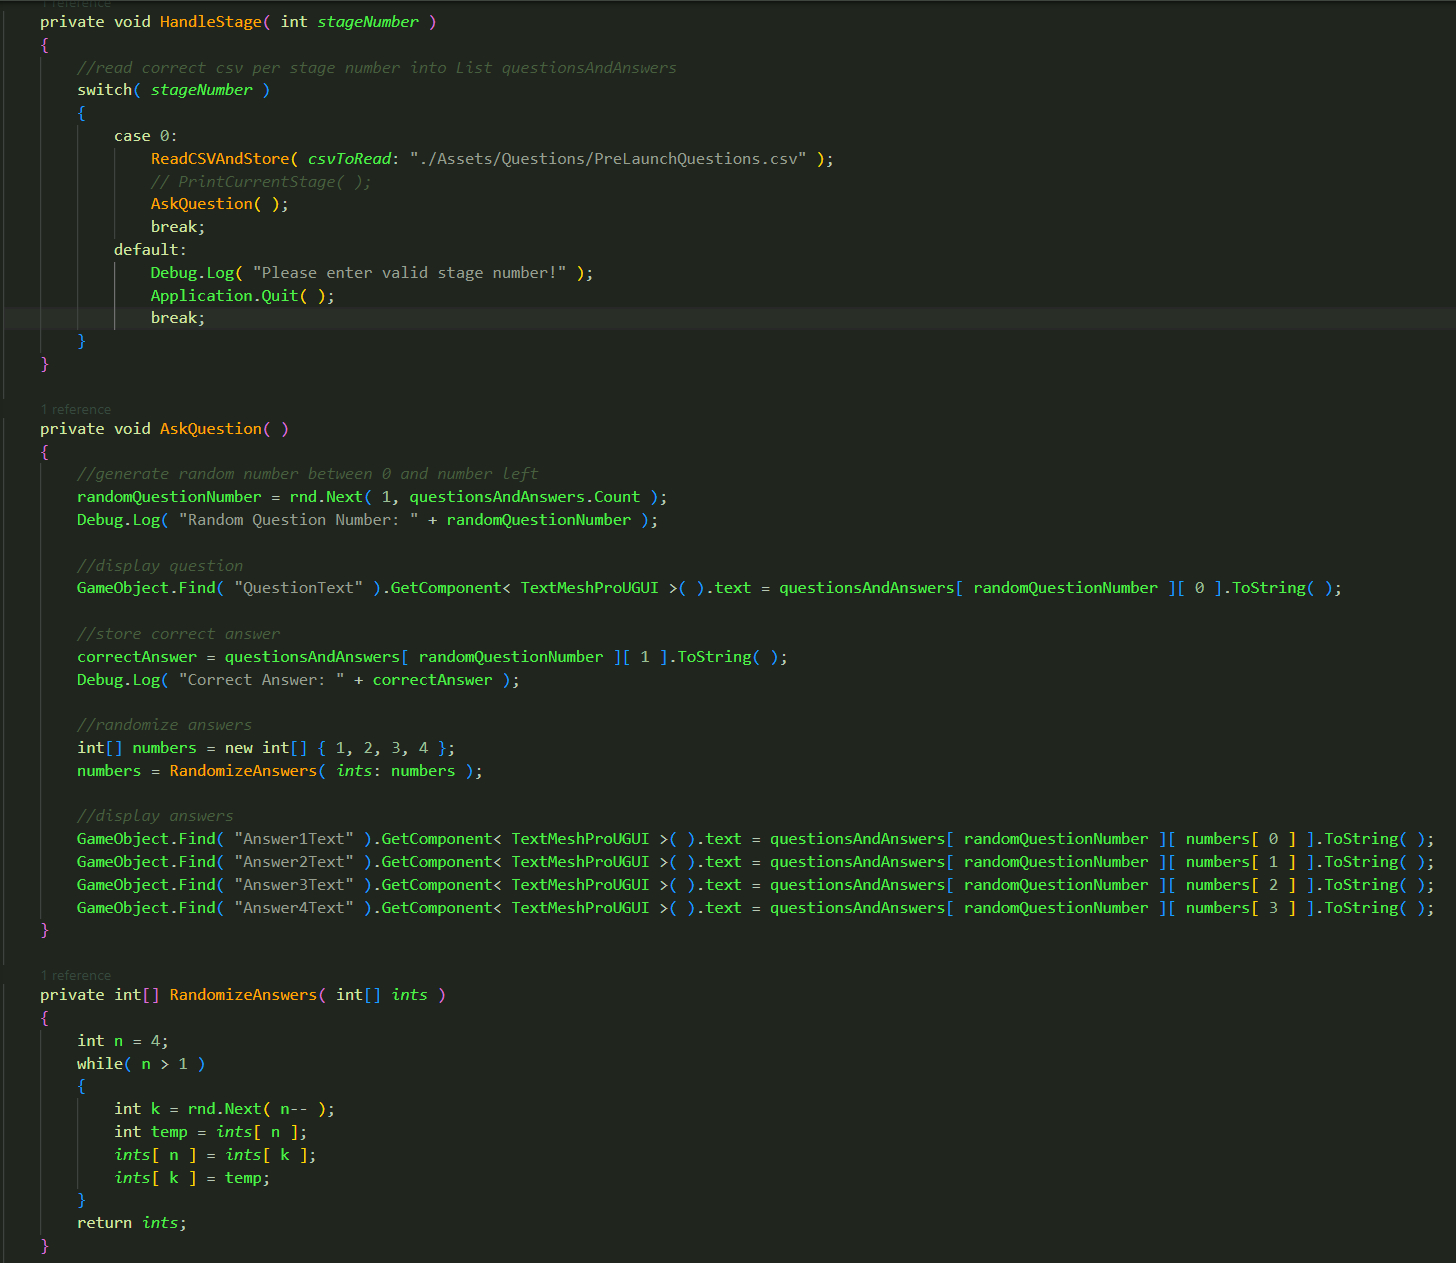 1 reference
private void HandleStage( int stageNumber )
{
//read correct csv per stage number into List questionsAndAnswers
switch( stageNumber )
{
case 0:
ReadCSVAndStore( csvToRead: "./Assets/Questions/PreLaunchQuestions.csv" );
// PrintCurrentStage( );
AskQuestion( );
break;
default:
Debug.Log( "Please enter valid stage number!" );
Application.Quit( );
break;
}
}
1 reference
private void AskQuestion( )
{
//generate random number between 0 and number left
randomQuestionNumber = rnd.Next( 1, questionsAndAnswers.Count );
Debug.Log( "Random Question Number: " + randomQuestionNumber );
//display question
GameObject.Find( "QuestionText" ).GetComponent< TextMeshProUGUI >( ).text = questionsAndAnswers[ randomQuestionNumber ][ 0 ].ToString( );
//store correct answer
correctAnswer = questionsAndAnswers[ randomQuestionNumber ][ 1 ].ToString( );
Debug.Log( "Correct Answer: " + correctAnswer );
//randomize answers
int[] numbers = new int[] { 1, 2, 3, 4 };
numbers = RandomizeAnswers( ints: numbers );
//display answers
GameObject.Find( "Answer1Text" ).GetComponent< TextMeshProUGUI >( ).text = questionsAndAnswers[ randomQuestionNumber ][ numbers[ 0 ] ].ToString( );
GameObject.Find( "Answer2Text" ).GetComponent< TextMeshProUGUI >( ).text = questionsAndAnswers[ randomQuestionNumber ][ numbers[ 1 ] ].ToString( );
GameObject.Find( "Answer3Text" ).GetComponent< TextMeshProUGUI >( ).text = questionsAndAnswers[ randomQuestionNumber ][ numbers[ 2 ] ].ToString( );
GameObject.Find( "Answer4Text" ).GetComponent< TextMeshProUGUI >( ).text = questionsAndAnswers[ randomQuestionNumber ][ numbers[ 3 ] ].ToString( );
}
1 reference
private int[] RandomizeAnswers( int[] ints )
{
int n = 4;
while( n > 1 )
{
int k = rnd.Next( n-- );
int temp = ints[ n ];
ints[ n ] = ints[ k ];
ints[ k ] = temp;
}
return ints;
}